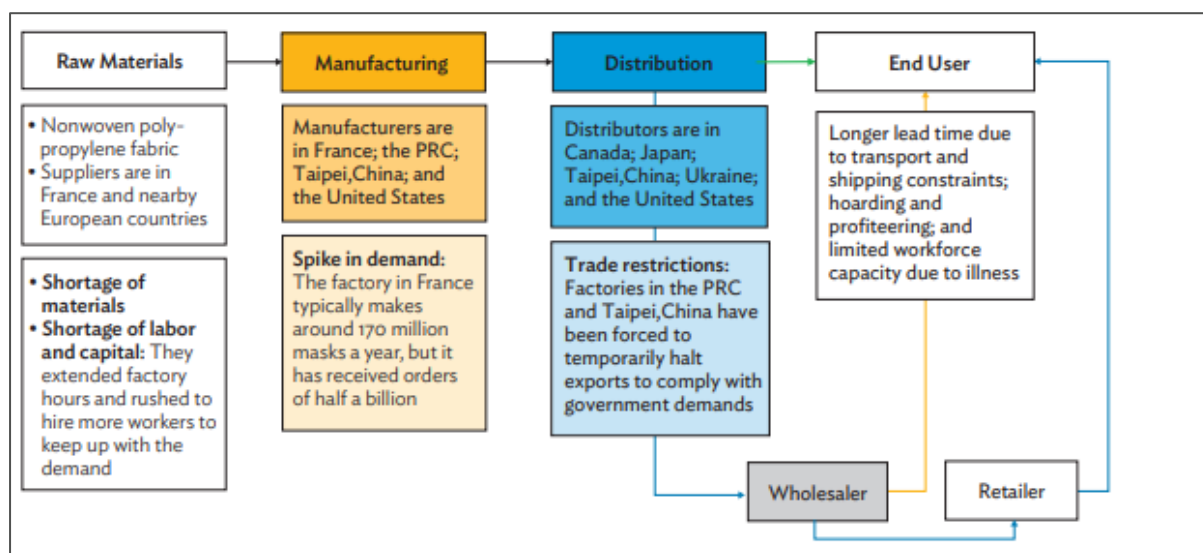 Raw Materials
Manufacturing
Distribution
End User
• Nonwoven poly-
propylene fabric
• Suppliers are in
France and nearby
European countries
• Shortage of
materials
• Shortage of labor
and capital: They
extended factory
hours and rushed to
hire more workers to
keep up with the
demand
Manufacturers are
in France; the PRC;
Taipei,China; and
the United States
Spike in demand:
The factory in France
typically makes
around 170 million
masks a year, but it
has received orders
of half a billion
Distributors are in
Canada; Japan;
Taipei,China; Ukraine;
and the United States
Trade restrictions:
Factories in the PRC
and Taipei,China have
been forced to
temporarily halt
exports to comply with
government demands
Longer lead time due
to transport and
shipping constraints;
hoarding and
profiteering; and
limited workforce
capacity due to illness
Wholesaler
Retailer